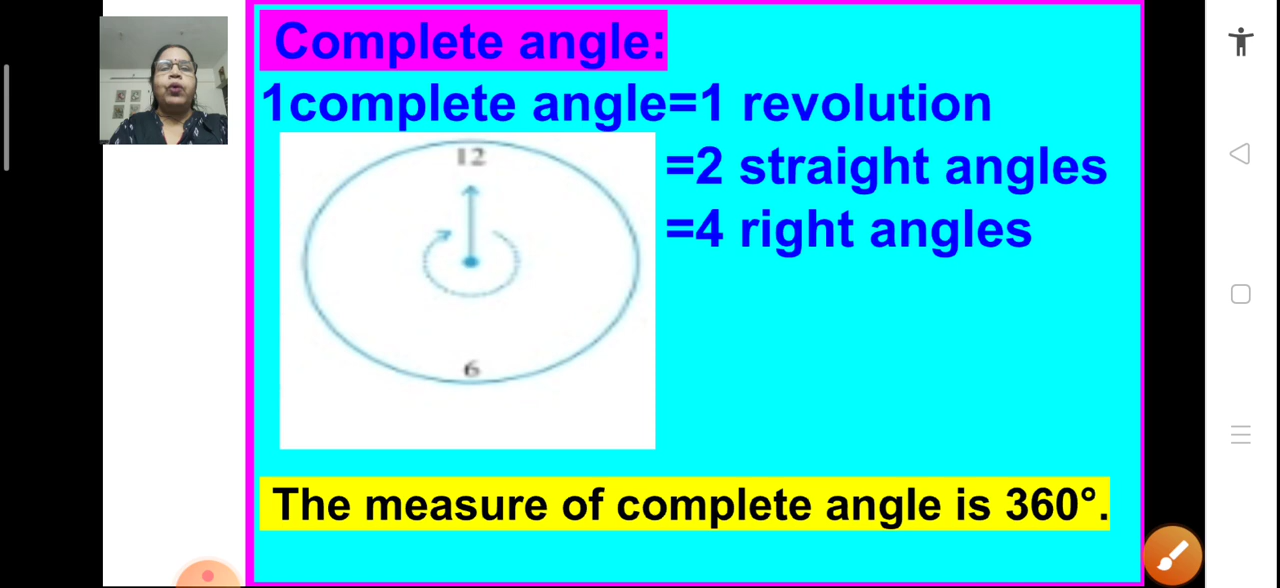 Complete angle:
1complete angle=1 revolution
=2 straight angles
=4 right angles
12
6
The measure of complete angle is 360°.